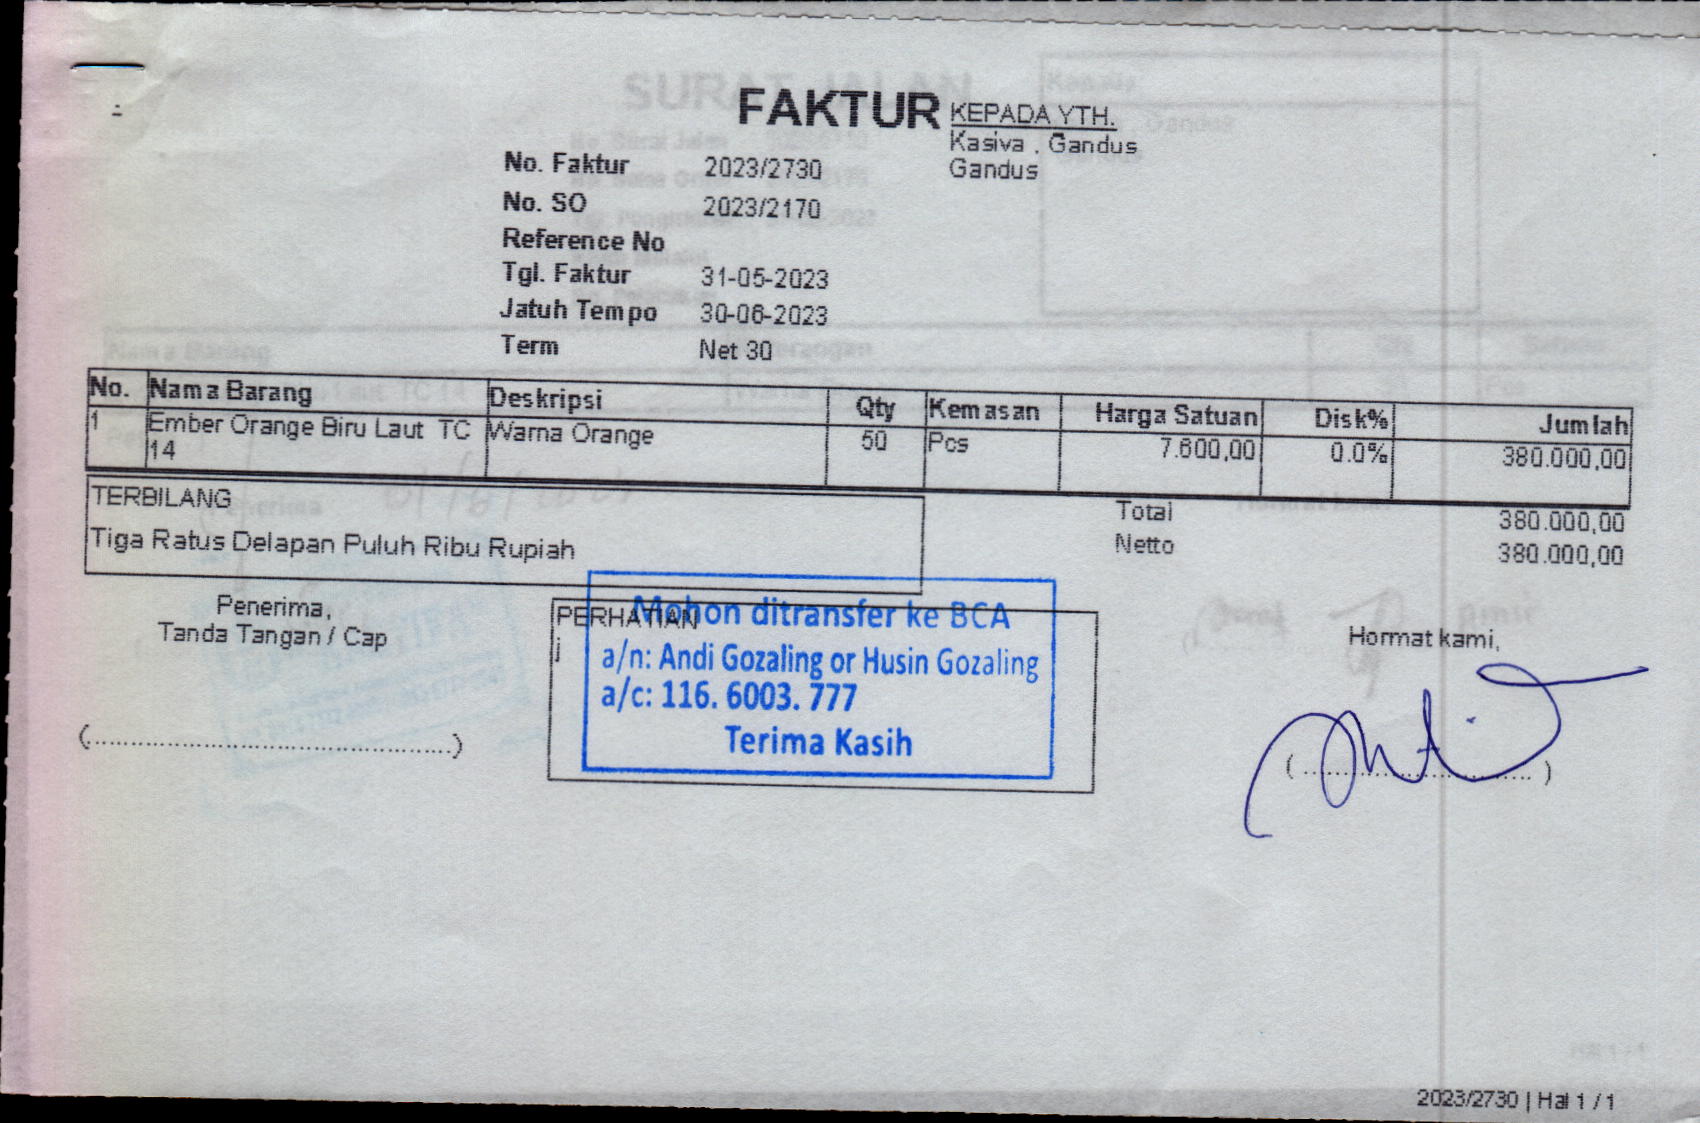 FAKTUR
KEPADA YTH.
Kasiva . Gandus
Gandus
No. Faktur 2023/2730
No. SO 2023/2170
Reference No
Tgl. Faktur 31-05-2023
Jatuh Tempo 30-06-2023
Term Net 30
No. Nama Barang Deskripsi Qty Kemasan Harga Satuan Disk% Jumlah
1 Ember Orange Biru Laut TC 14 Warna Orange 50 Pcs 7.600,00 0.0% 380.000,00
TERBILANG
Tiga Ratus Delapan Puluh Ribu Rupiah
Total 380.000,00
Netto 380.000,00
Penerima,
Tanda Tangan / Cap
(...............................................)
PERHATIAN
j
Mohon ditransfer ke BCA
a/n: Andi Gozaling or Husin Gozaling
a/c: 116. 6003. 777
Terima Kasih
Hormat kami,
(...............................)
2023/2730 | Hal 1 / 1